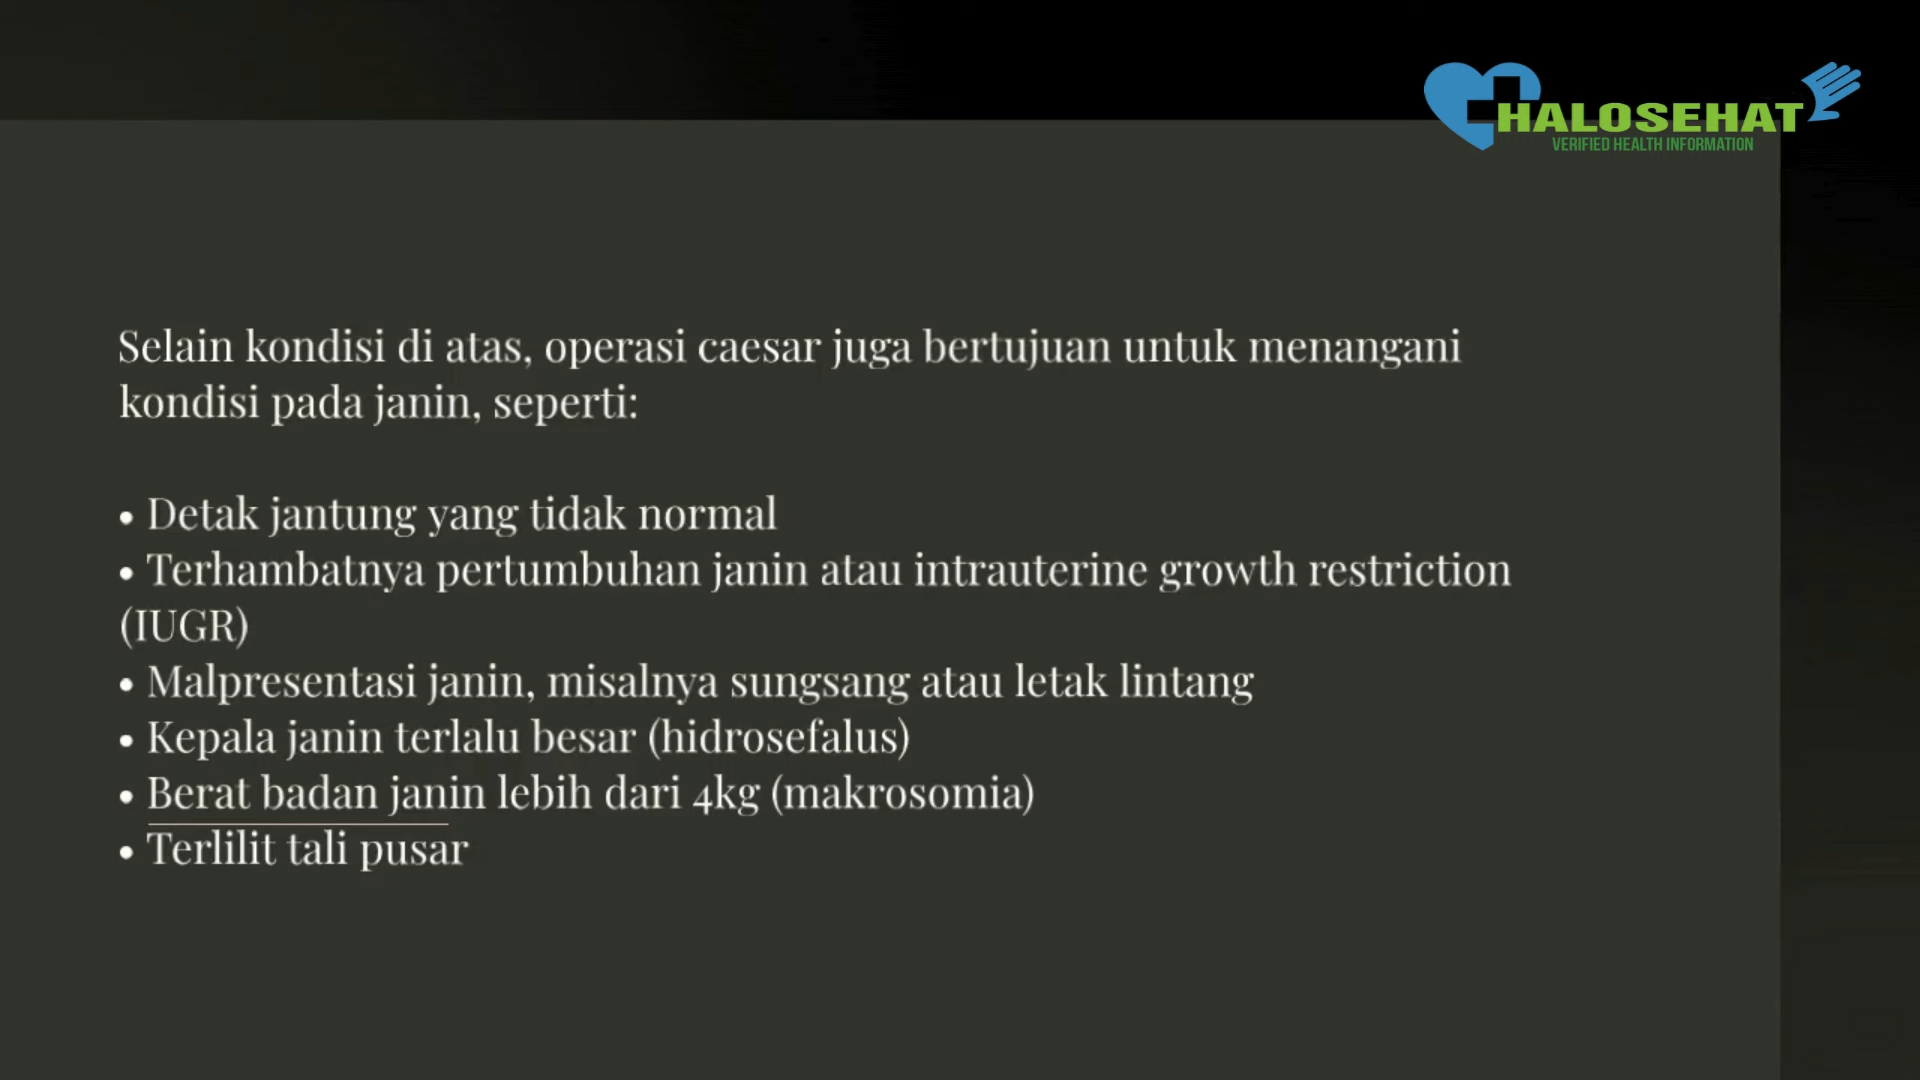 HALOSEHAT
VERIFIED HEALTH INFORMATION
Selain kondisi di atas, operasi caesar juga bertujuan untuk menangani
kondisi pada janin, seperti:
• Detak jantung yang tidak normal
• Terhambatnya pertumbuhan janin atau intrauterine growth restriction
(IUGR)
• Malpresentasi janin, misalnya sungsang atau letak lintang
• Kepala janin terlalu besar (hidrosefalus)
• Berat badan janin lebih dari 4kg (makrosomia)
• Terlilit tali pusar